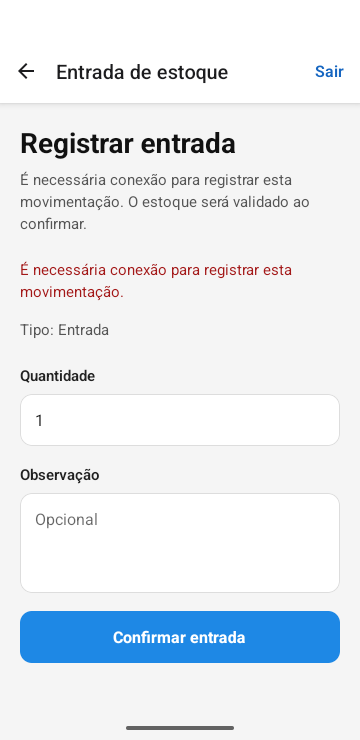 Entrada de estoque
Sair
Registrar entrada
É necessária conexão para registrar esta
movimentação. O estoque será validado ao
confirmar.
É necessária conexão para registrar esta
movimentação.
Tipo: Entrada
Quantidade
1
Observação
Opcional
Confirmar entrada